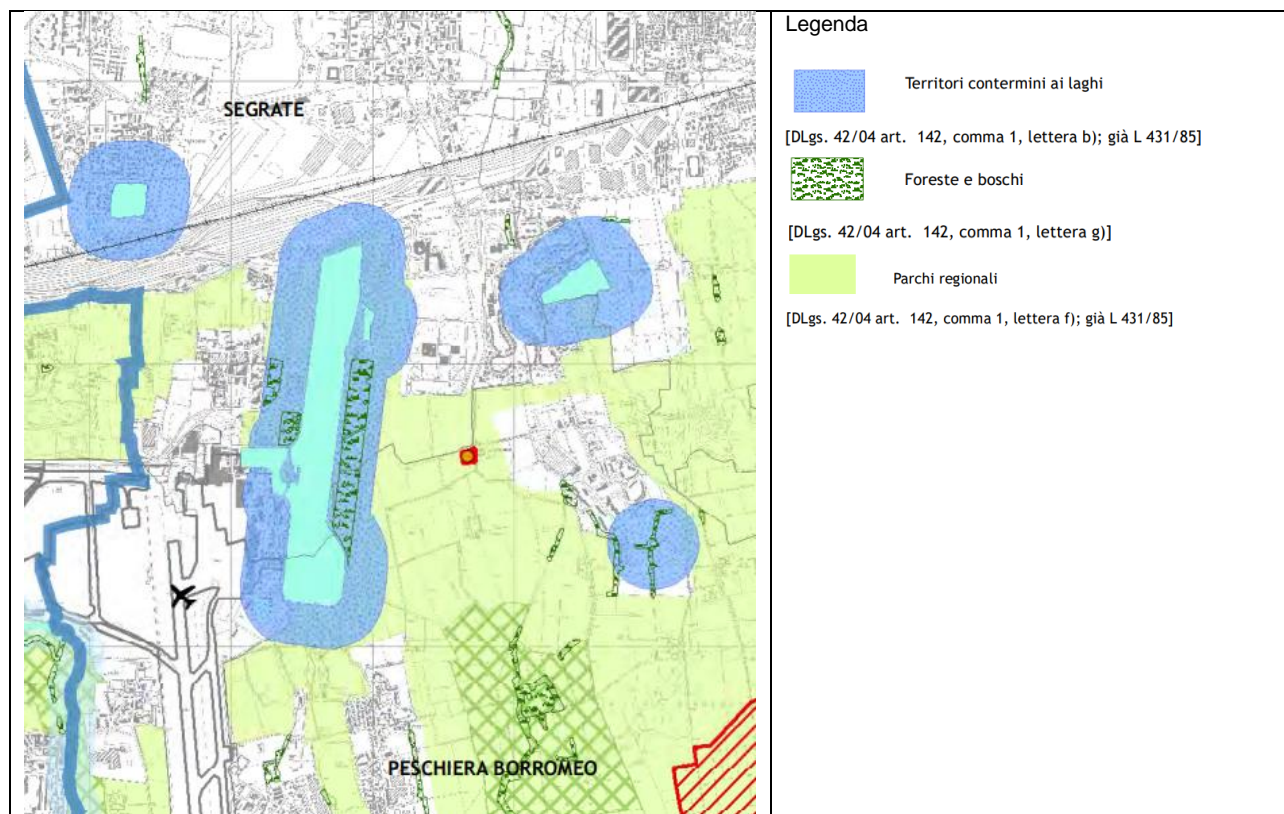 SEGRATE
PESCHIERA BORROMEO
Legenda
Territori contermini ai laghi
[DLgs. 42/04 art. 142, comma 1, lettera b); già L 431/85]
Foreste e boschi
[DLgs. 42/04 art. 142, comma 1, lettera g)]
Parchi regionali
[DLgs. 42/04 art. 142, comma 1, lettera f); già L 431/85]